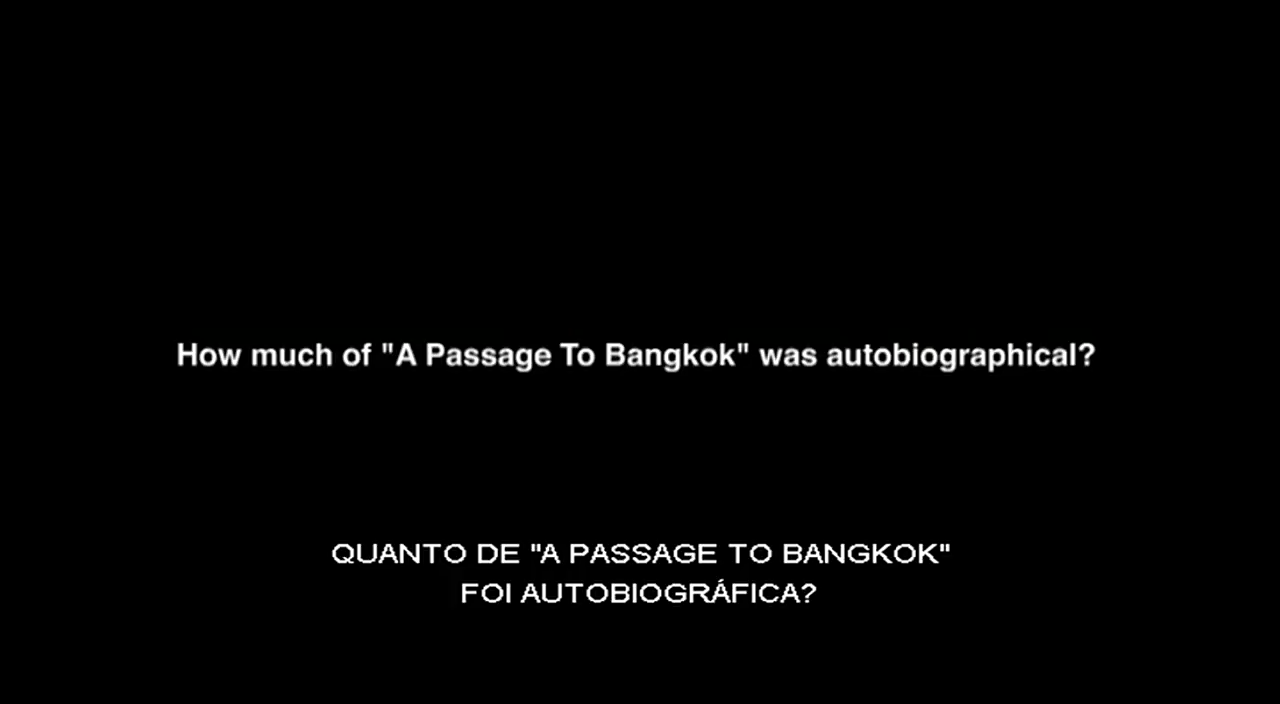 How much of "A Passage To Bangkok" was autobiographical?
QUANTO DE "A PASSAGE TO BANGKOK"
FOI AUTOBIOGRÁFICA?